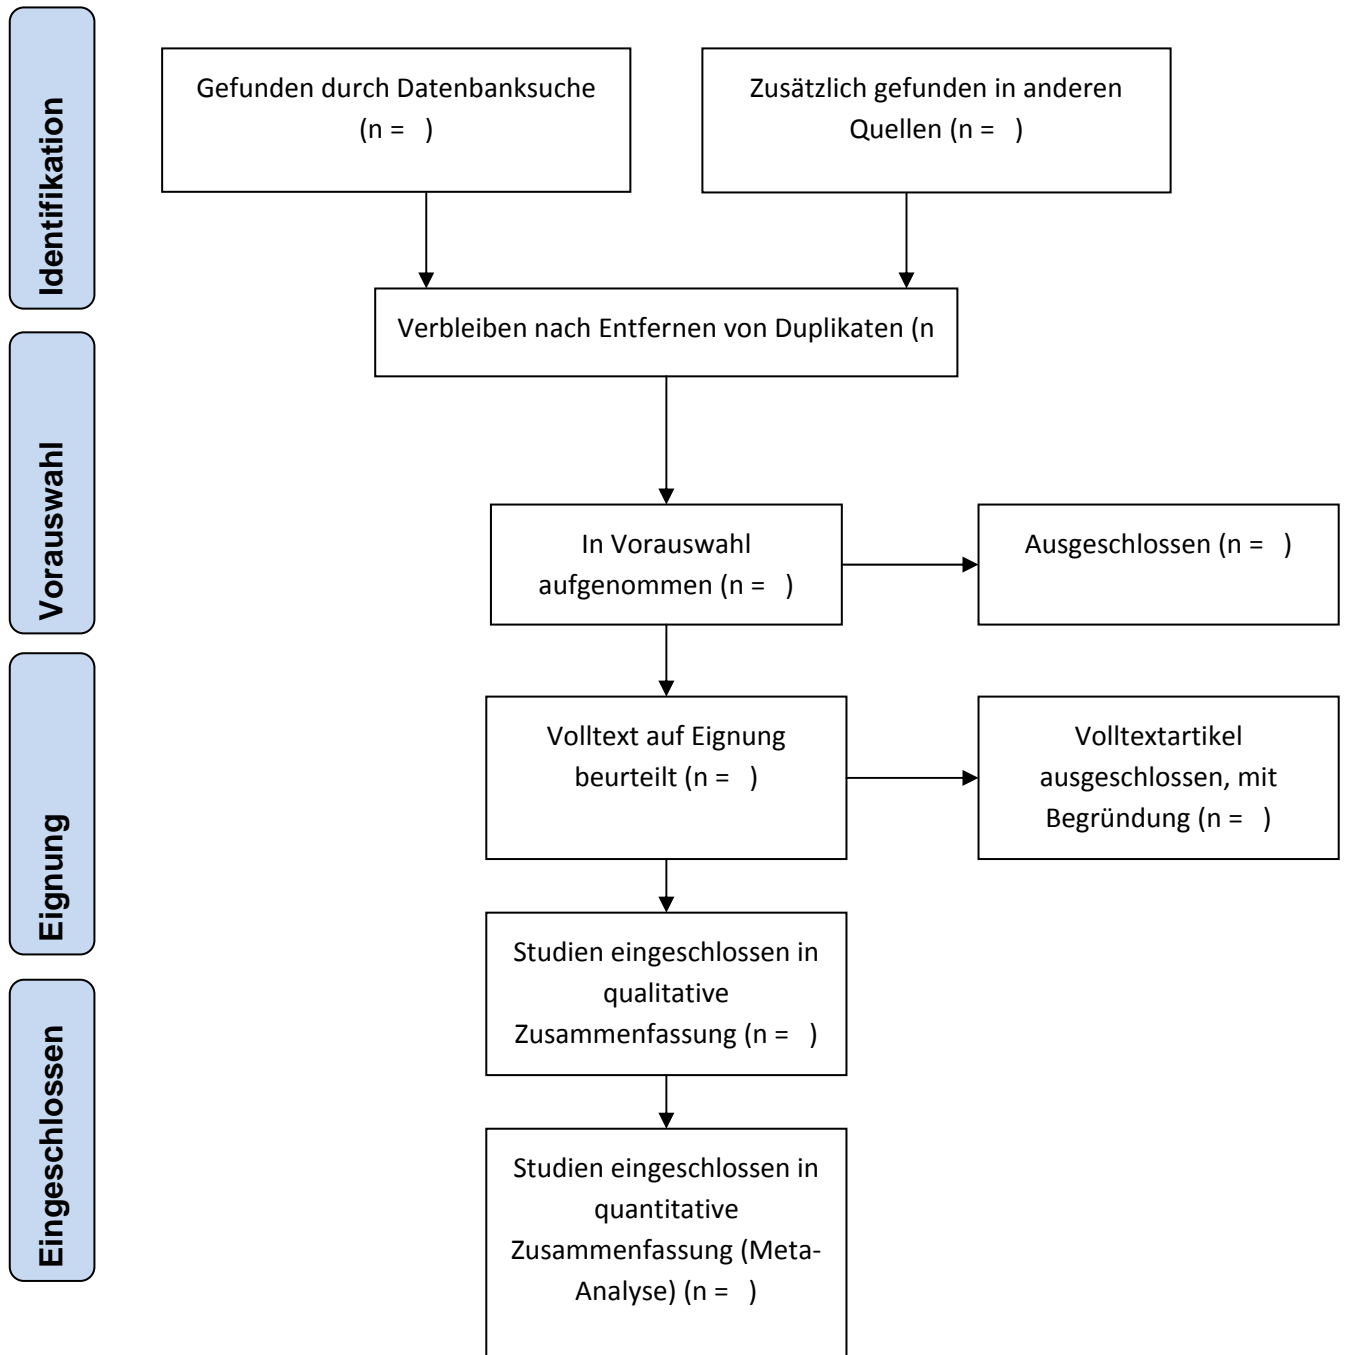 Identifikation
Gefunden durch Datenbanksuche
(n =   )
Zusätzlich gefunden in anderen
Quellen (n =   )
Verbleiben nach Entfernen von Duplikaten (n
Vorauswahl
In Vorauswahl
aufgenommen (n =   )
Ausgeschlossen (n =   )
Eignung
Volltext auf Eignung
beurteilt (n =   )
Volltextartikel
ausgeschlossen, mit
Begründung (n =   )
Studien eingeschlossen in
qualitative
Zusammenfassung (n =   )
Eingeschlossen
Studien eingeschlossen in
quantitative
Zusammenfassung (Meta-
Analyse) (n =   )